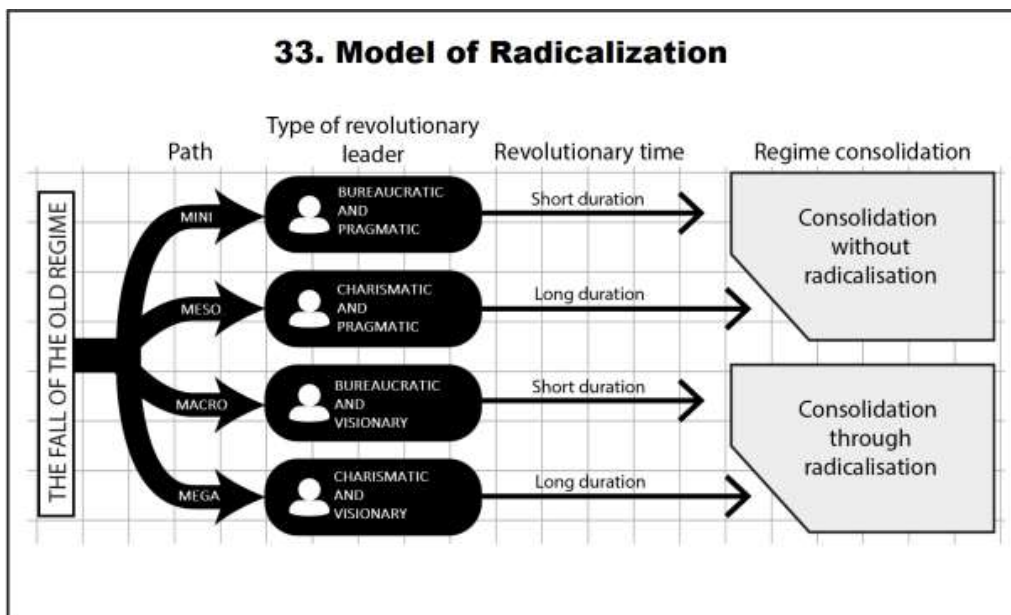 33. Model of Radicalization
Path
Type of revolutionary
leader
Revolutionary time
Regime consolidation
THE FALL OF THE OLD REGIME
MINI
BUREAUCRATIC
AND
PRAGMATIC
Short duration
Consolidation
without
radicalisation
MESO
CHARISMATIC
AND
PRAGMATIC
Long duration
MACRO
BUREAUCRATIC
AND
VISIONARY
Short duration
Consolidation
through
radicalisation
MEGA
CHARISMATIC
AND
VISIONARY
Long duration